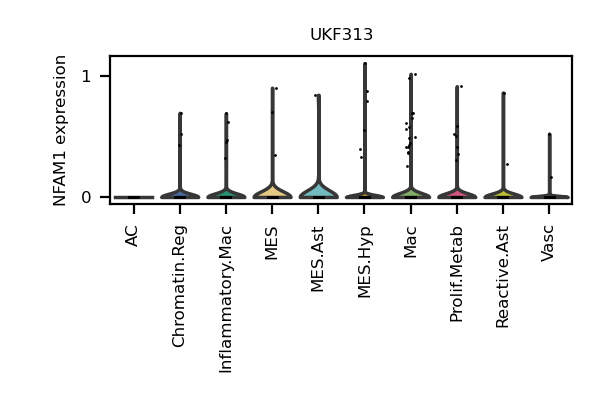 UKF313
NFAM1 expression
1
0
AC
Chromatin.Reg
Inflammatory.Mac
MES
MES.Ast
MES.Hyp
Mac
Prolif.Metab
Reactive.Ast
Vasc